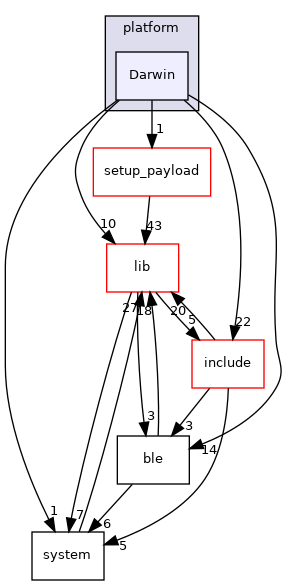 platform
Darwin
1
setup_payload
10
43
lib
27
18
20
5
22
include
3
3
14
ble
1
7
6
5
system